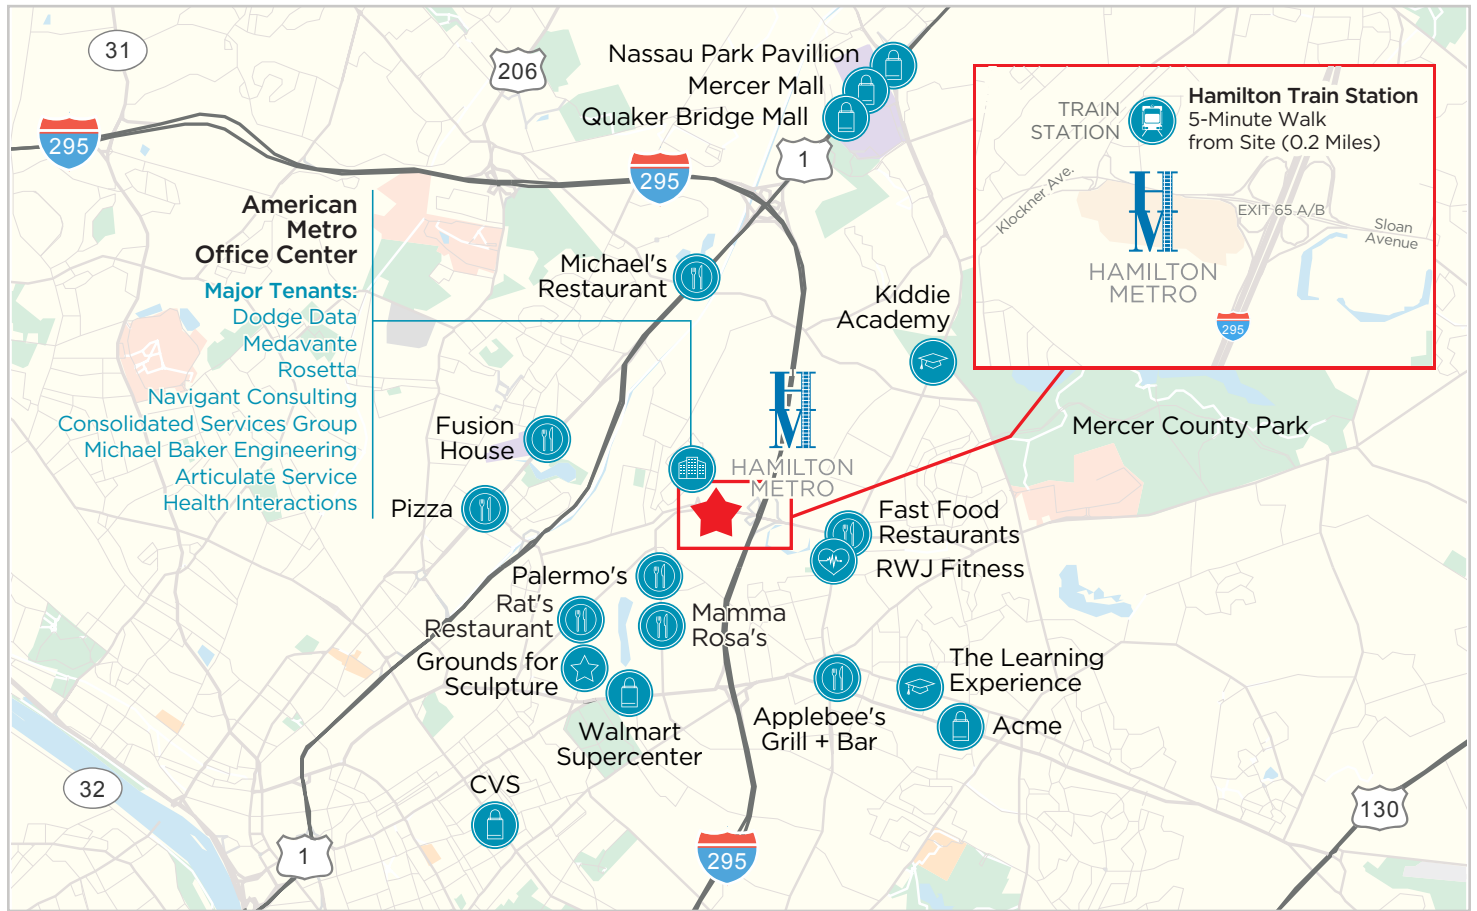 31
206
295
295
1
Nassau Park Pavillion
Mercer Mall
Quaker Bridge Mall
TRAIN
STATION
Hamilton Train Station
5-Minute Walk
from Site (0.2 Miles)
Klockner Ave.
HM
HAMILTON
METRO
EXIT 65 A/B
Sloan
Avenue
295
American
Metro
Office Center
Major Tenants:
Dodge Data
Medavante
Rosetta
Navigant Consulting
Consolidated Services Group
Michael Baker Engineering
Articulate Service
Health Interactions
Michael's
Restaurant
Kiddie
Academy
Mercer County Park
HM
HAMILTON
METRO
Fusion
House
Pizza
Fast Food
Restaurants
RWJ Fitness
Palermo's
Rat's
Restaurant
Mamma
Rosa's
Grounds for
Sculpture
Walmart
Supercenter
Applebee's
Grill + Bar
The Learning
Experience
Acme
CVS
32
1
295
130